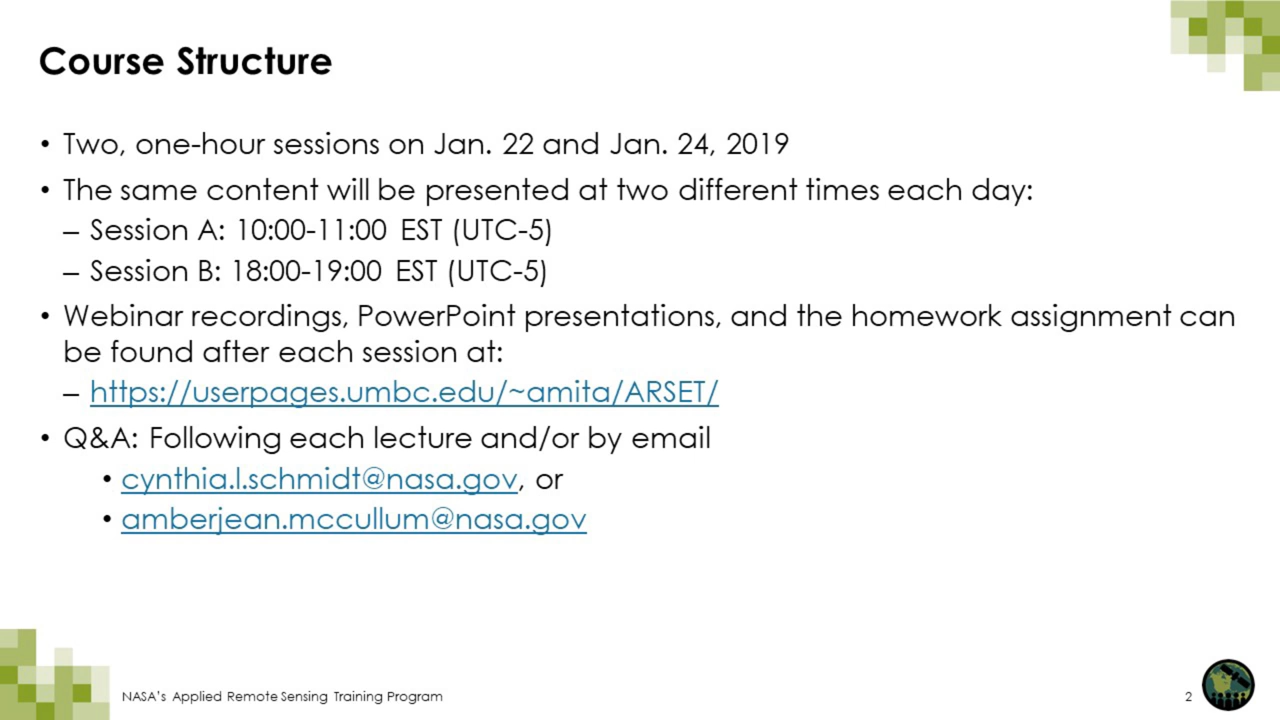 Course Structure
• Two, one-hour sessions on Jan. 22 and Jan. 24, 2019
• The same content will be presented at two different times each day:
– Session A: 10:00-11:00 EST (UTC-5)
– Session B: 18:00-19:00 EST (UTC-5)
• Webinar recordings, PowerPoint presentations, and the homework assignment can
be found after each session at:
– https://userpages.umbc.edu/~amita/ARSET/
• Q&A: Following each lecture and/or by email
• cynthia.l.schmidt@nasa.gov, or
• amberjean.mccullum@nasa.gov
NASA's Applied Remote Sensing Training Program
2